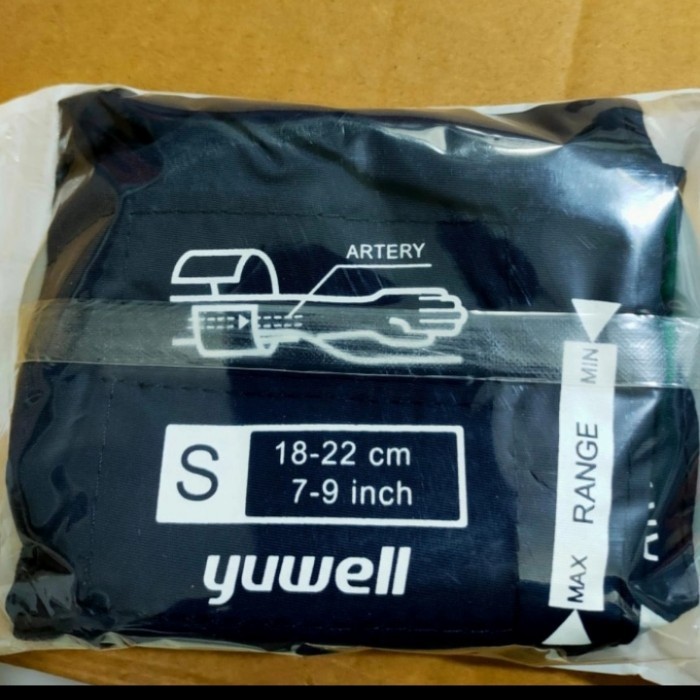 ARTERY
S
18-22 cm
7-9 inch
yuwell
MAX RANGE MIN